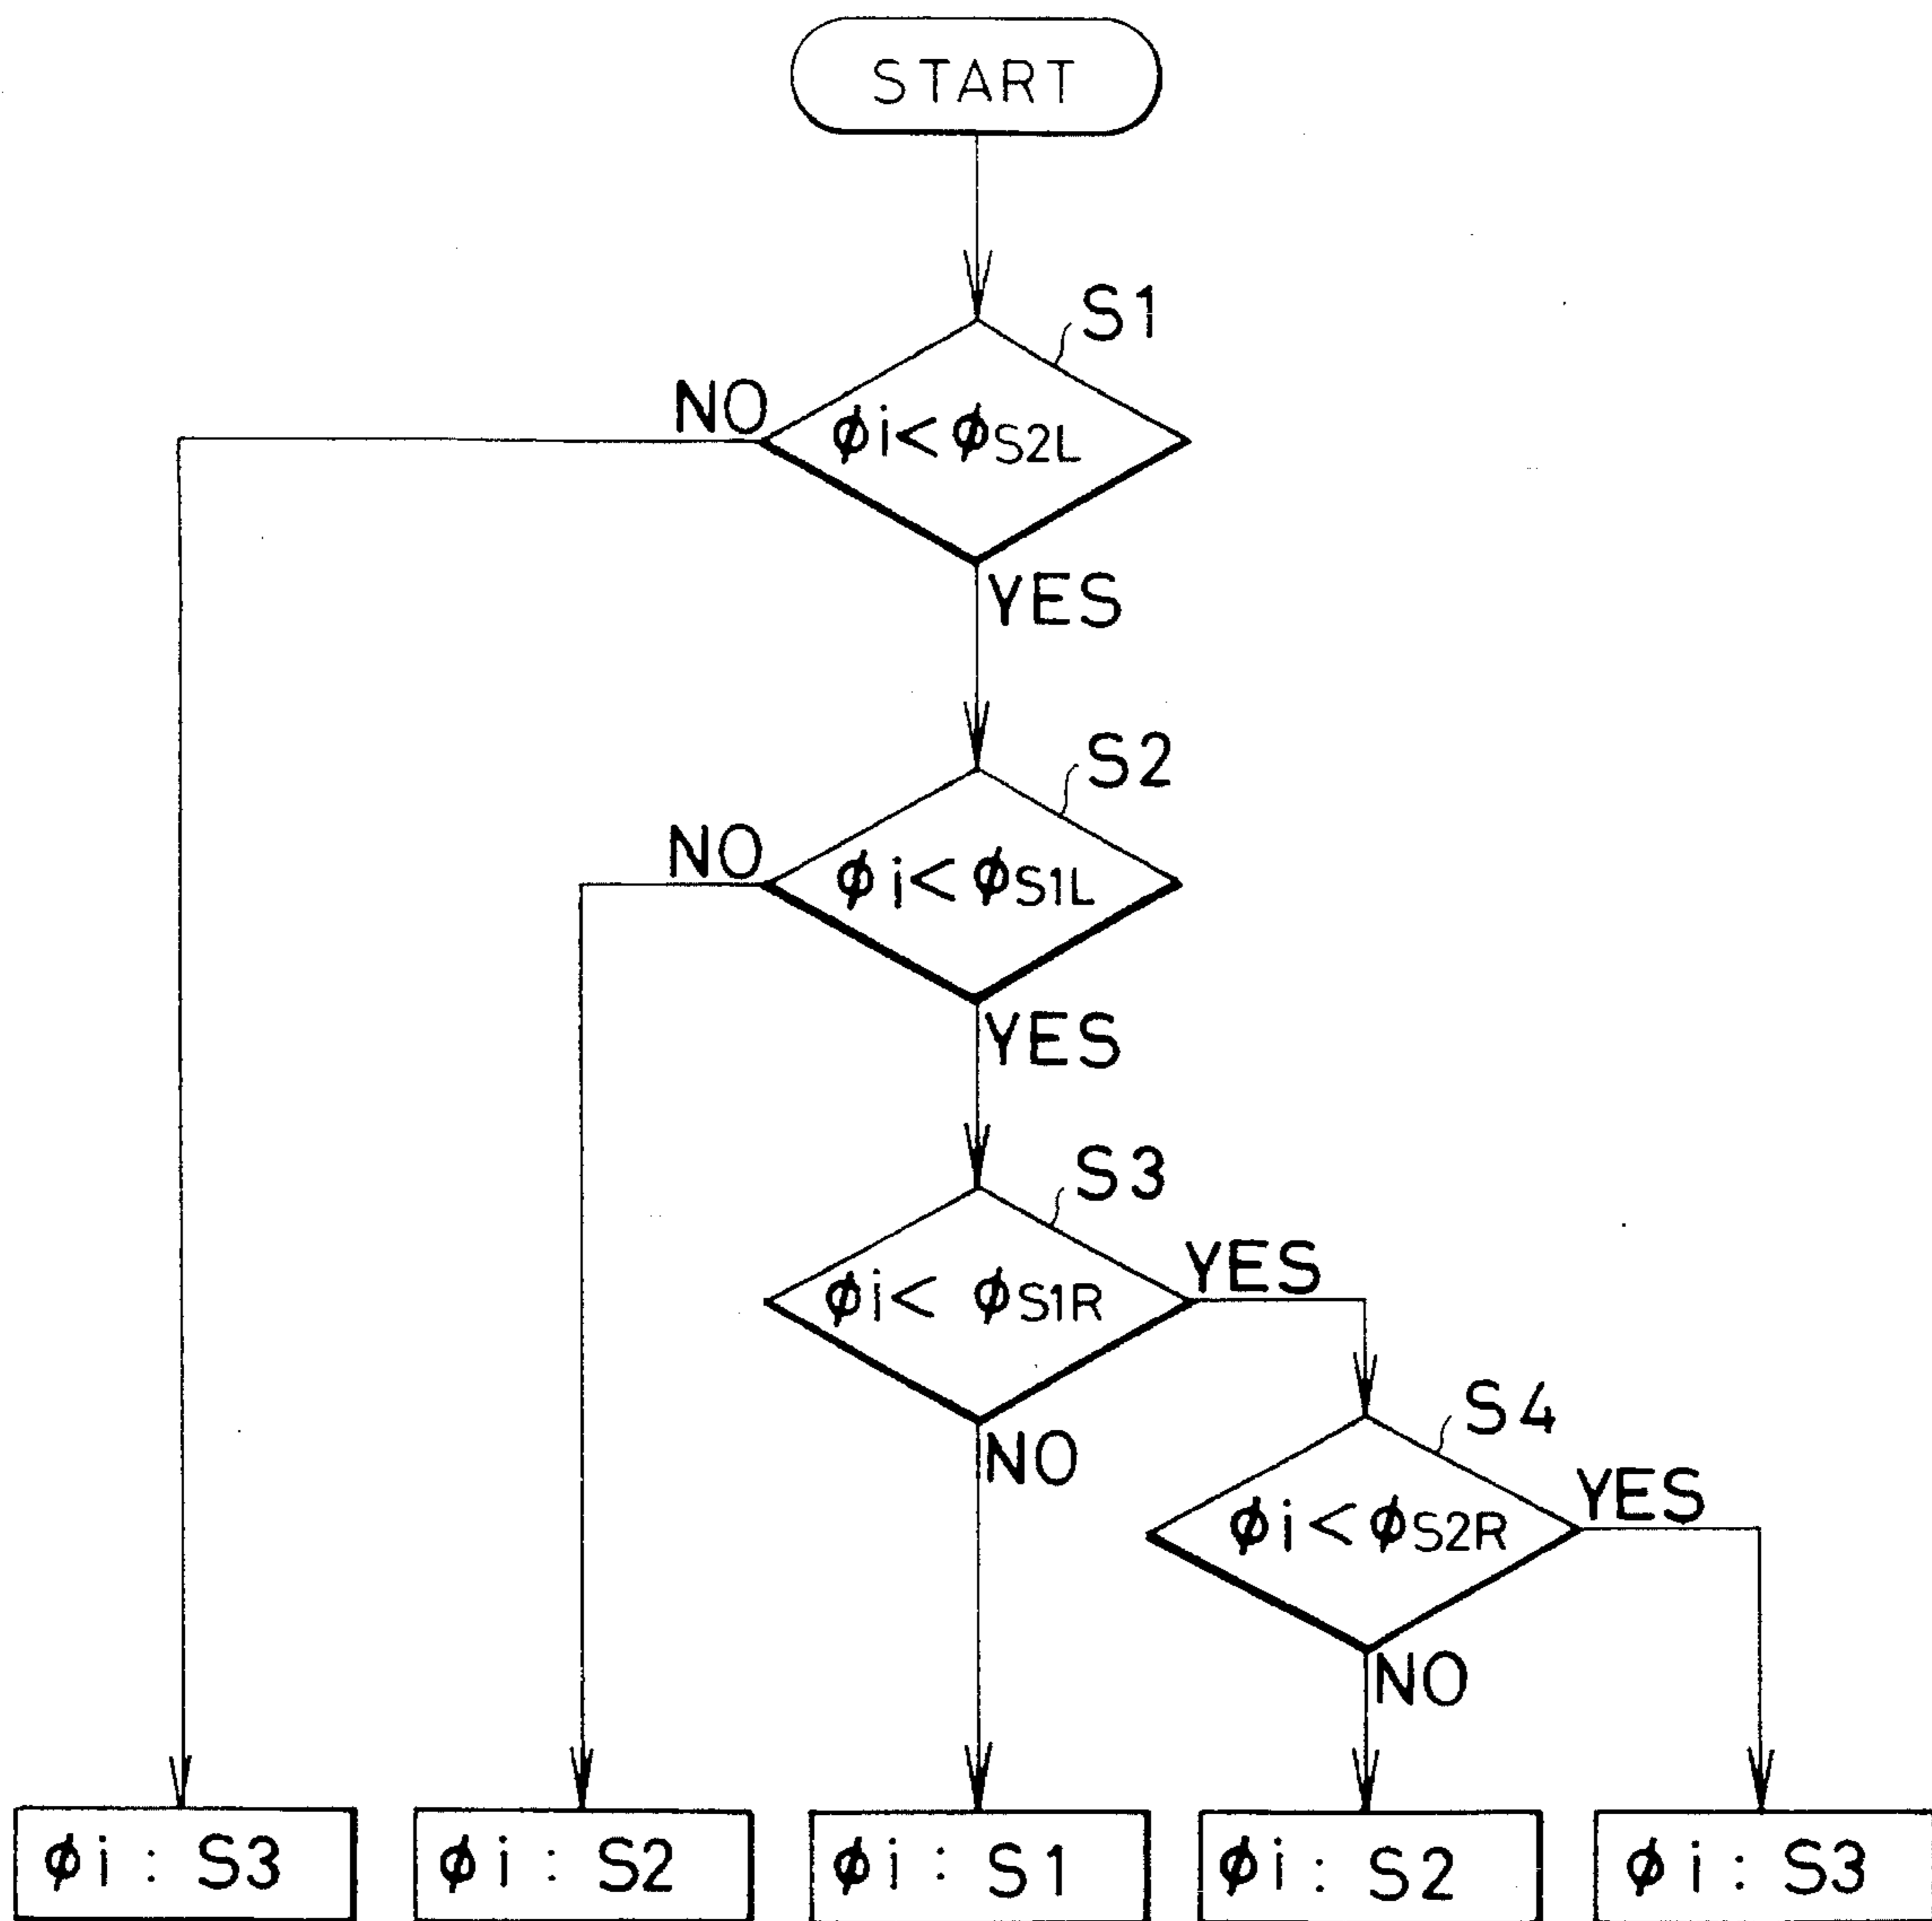 START
S1
NO
ϕi<ϕS2L
YES
S2
NO
ϕi<ϕS1L
YES
S3
ϕi< ϕS1R
YES
NO
S4
ϕi<ϕS2R
YES
NO
ϕi : S3
ϕi : S2
ϕi : S1
ϕi : S2
ϕi : S3